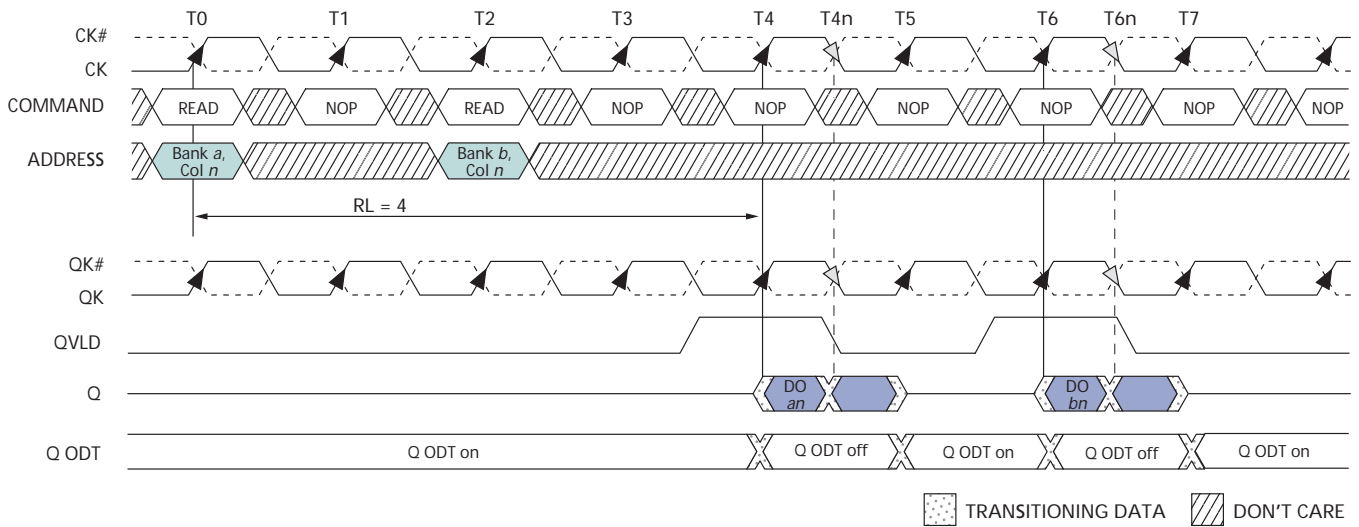 T0 T1 T2 T3 T4 T4n T5 T6 T6n T7
CK#
CK
COMMAND READ NOP READ NOP NOP NOP NOP NOP NOP
ADDRESS Bank a, Col n Bank b, Col n
RL = 4
QK#
QK
QVLD
Q DO an DO bn
Q ODT Q ODT on Q ODT off Q ODT on Q ODT off Q ODT on
TRANSITIONING DATA DON'T CARE